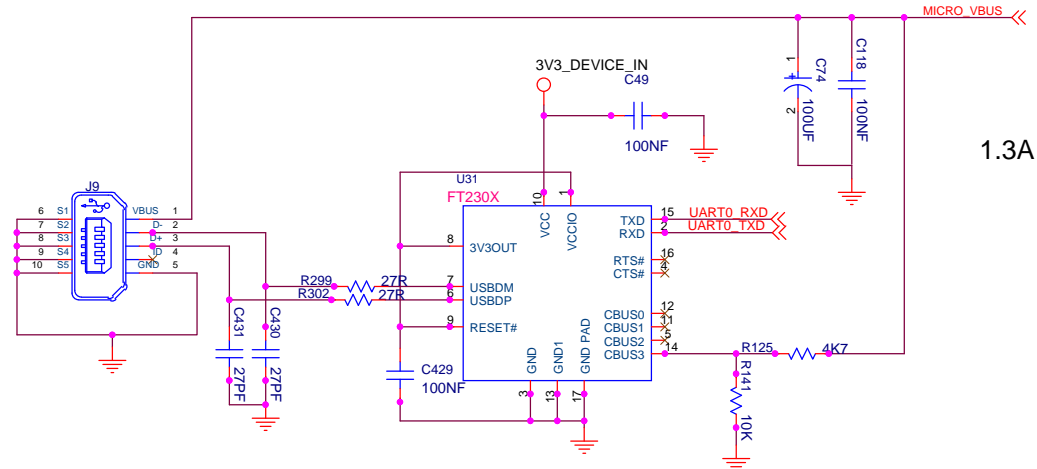 MICRO_VBUS
3V3_DEVICE_IN
C49
100NF
1
2
C74
100UF
C118
100NF
1.3A
J9
6 S1 VBUS 1
7 S2 D- 2
8 S3 D+ 3
9 S4 ID 4
10 S5 GND 5
U31
FT230X
10 1
VCC VCCIO
8 3V3OUT
TXD 15 UART0_RXD
RXD 2 UART0_TXD
RTS# 16
CTS# 4
R299 27R 7 USBDM
R302 27R 6 USBDP
9 RESET#
CBUS0 12
CBUS1 11
CBUS2 5
CBUS3 14
R125 4K7
R141
10K
C431
27PF
C430
27PF
C429
100NF
GND GND1 GND PAD
3 13 17